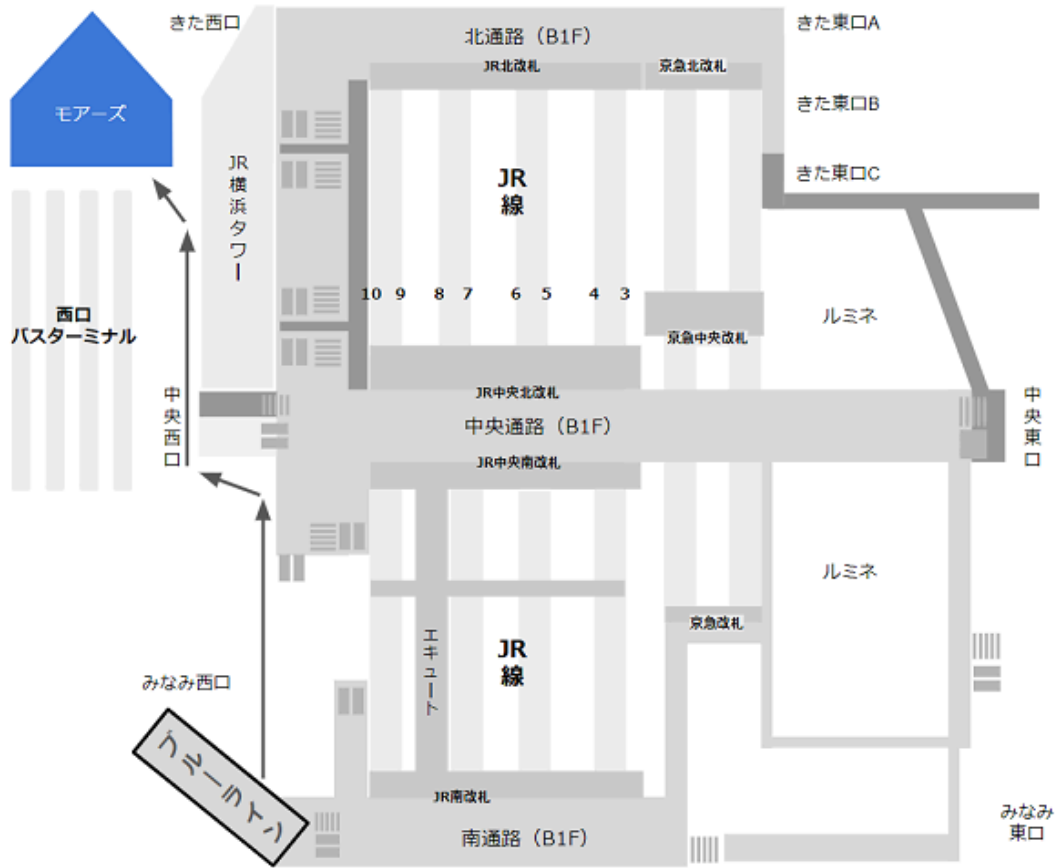 きた西口
北通路（B1F）
きた東口A
JR北改札
京急北改札
モアーズ
きた東口B
JR横浜タワー
JR
線
きた東口C
西口
バスターミナル
10 9 8 7 6 5 4 3
京急中央改札
ルミネ
中央西口
JR中央北改札
中央通路（B1F）
中央東口
JR中央南改札
ルミネ
エキュート
JR
線
京急改札
みなみ西口
ブルーライン
JR南改札
南通路（B1F）
みなみ
東口